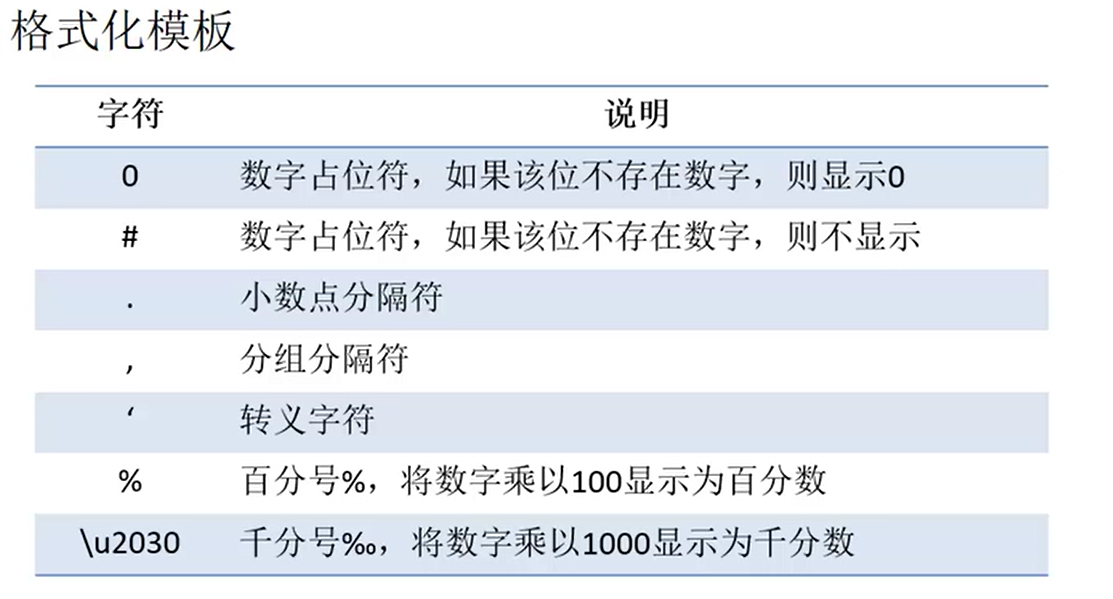 格式化模板
字符 说明
0 数字占位符，如果该位不存在数字，则显示0
# 数字占位符，如果该位不存在数字，则不显示
. 小数点分隔符
, 分组分隔符
‘ 转义字符
% 百分号%，将数字乘以100显示为百分数
\u2030 千分号‰，将数字乘以1000显示为千分数